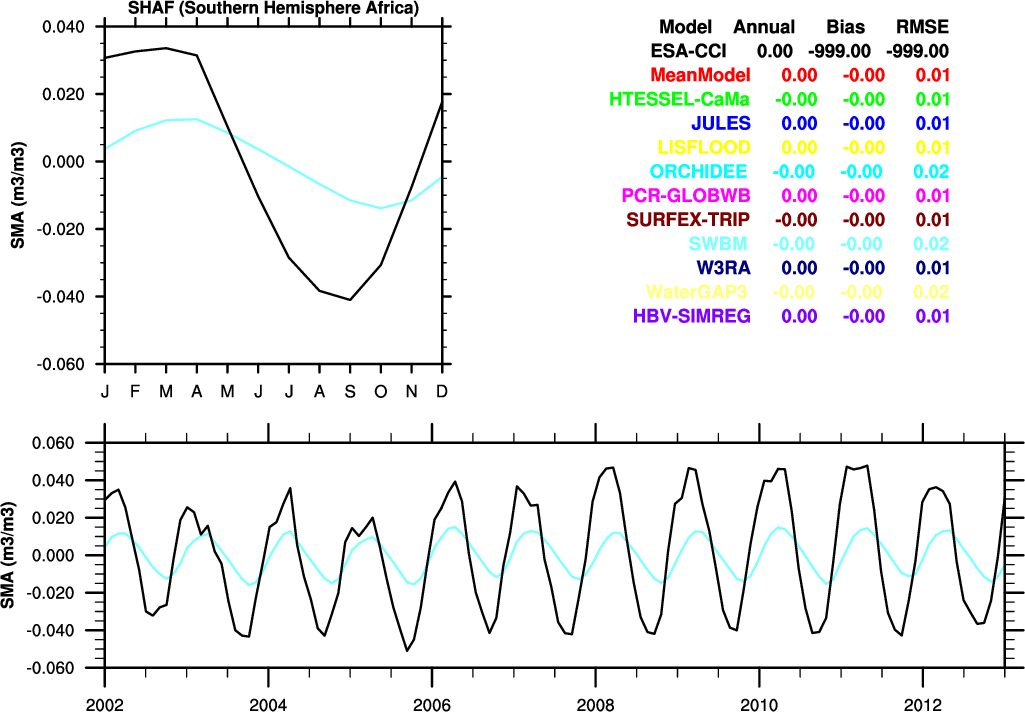 SHAF (Southern Hemisphere Africa)
0.040
0.020
0.000
-0.020
-0.040
-0.060
SMA (m3/m3)
J F M A M J J A S O N D
Model Annual Bias RMSE
ESA-CCI 0.00 -999.00 -999.00
MeanModel 0.00 -0.00 0.01
HTESSEL-CaMa -0.00 -0.00 0.01
JULES 0.00 -0.00 0.01
LISFLOOD 0.00 -0.00 0.01
ORCHIDEE -0.00 -0.00 0.02
PCR-GLOBWB 0.00 -0.00 0.01
SURFEX-TRIP -0.00 -0.00 0.01
SWBM -0.00 -0.00 0.02
W3RA 0.00 -0.00 0.01
WaterGAP3 -0.00 -0.00 0.02
HBV-SIMREG 0.00 -0.00 0.01
0.060
0.040
0.020
0.000
-0.020
-0.040
-0.060
SMA (m3/m3)
2002 2004 2006 2008 2010 2012